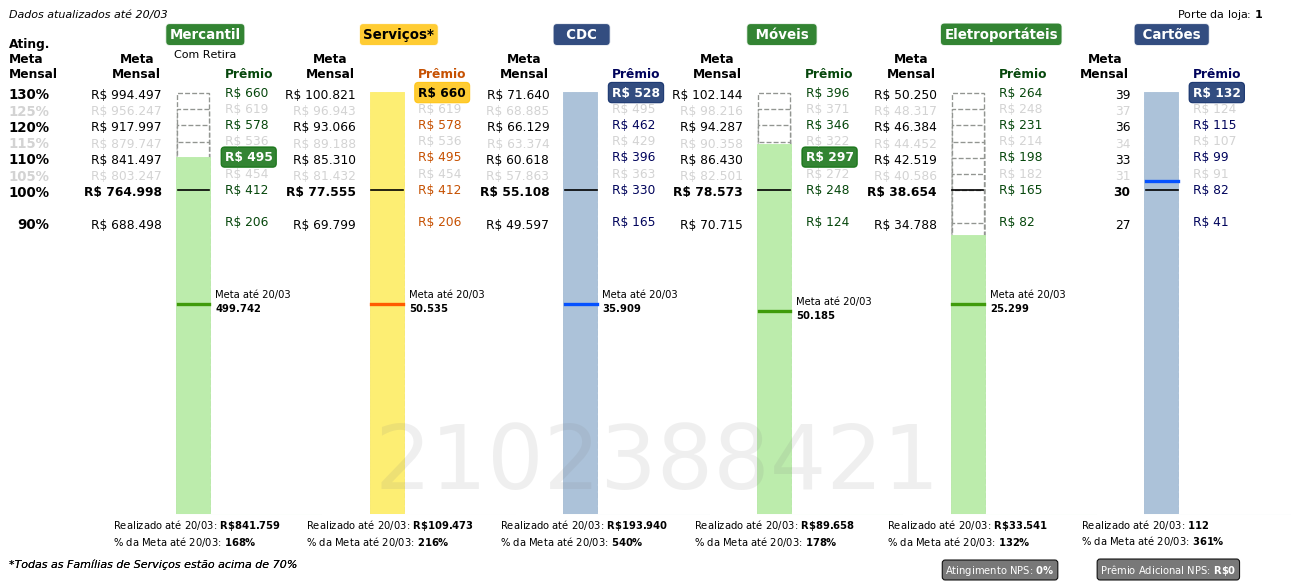 Dados atualizados até 20/03
Porte da loja: 1
Mercantil Serviços* CDC Móveis Eletroportáteis Cartões
Com Retira
Ating. Meta Mensal
Meta Mensal Prêmio Meta Mensal Prêmio Meta Mensal Prêmio Meta Mensal Prêmio Meta Mensal Prêmio Meta Mensal Prêmio
130% R$ 994.497 R$ 660 R$ 100.821 R$ 660 R$ 71.640 R$ 528 R$ 102.144 R$ 396 R$ 50.250 R$ 264 39 R$ 132
125% R$ 956.247 R$ 619 R$ 96.943 R$ 619 R$ 68.885 R$ 495 R$ 98.216 R$ 371 R$ 48.317 R$ 248 37 R$ 124
120% R$ 917.997 R$ 578 R$ 93.066 R$ 578 R$ 66.129 R$ 462 R$ 94.287 R$ 346 R$ 46.384 R$ 231 36 R$ 115
115% R$ 879.747 R$ 536 R$ 89.188 R$ 536 R$ 63.374 R$ 429 R$ 90.358 R$ 322 R$ 44.452 R$ 214 34 R$ 107
110% R$ 841.497 R$ 495 R$ 85.310 R$ 495 R$ 60.618 R$ 396 R$ 86.430 R$ 297 R$ 42.519 R$ 198 33 R$ 99
105% R$ 803.247 R$ 454 R$ 81.432 R$ 454 R$ 57.863 R$ 363 R$ 82.501 R$ 272 R$ 40.586 R$ 182 31 R$ 91
100% R$ 764.998 R$ 412 R$ 77.555 R$ 412 R$ 55.108 R$ 330 R$ 78.573 R$ 248 R$ 38.654 R$ 165 30 R$ 82
90% R$ 688.498 R$ 206 R$ 69.799 R$ 206 R$ 49.597 R$ 165 R$ 70.715 R$ 124 R$ 34.788 R$ 82 27 R$ 41
Meta até 20/03 Meta até 20/03 Meta até 20/03 Meta até 20/03 Meta até 20/03
499.742 50.535 35.909 50.185 25.299
2102388421
Realizado até 20/03: R$841.759 Realizado até 20/03: R$109.473 Realizado até 20/03: R$193.940 Realizado até 20/03: R$89.658 Realizado até 20/03: R$33.541 Realizado até 20/03: 112
% da Meta até 20/03: 168% % da Meta até 20/03: 216% % da Meta até 20/03: 540% % da Meta até 20/03: 178% % da Meta até 20/03: 132% % da Meta até 20/03: 361%
*Todas as Famílias de Serviços estão acima de 70%
Atingimento NPS: 0% Prêmio Adicional NPS: R$0